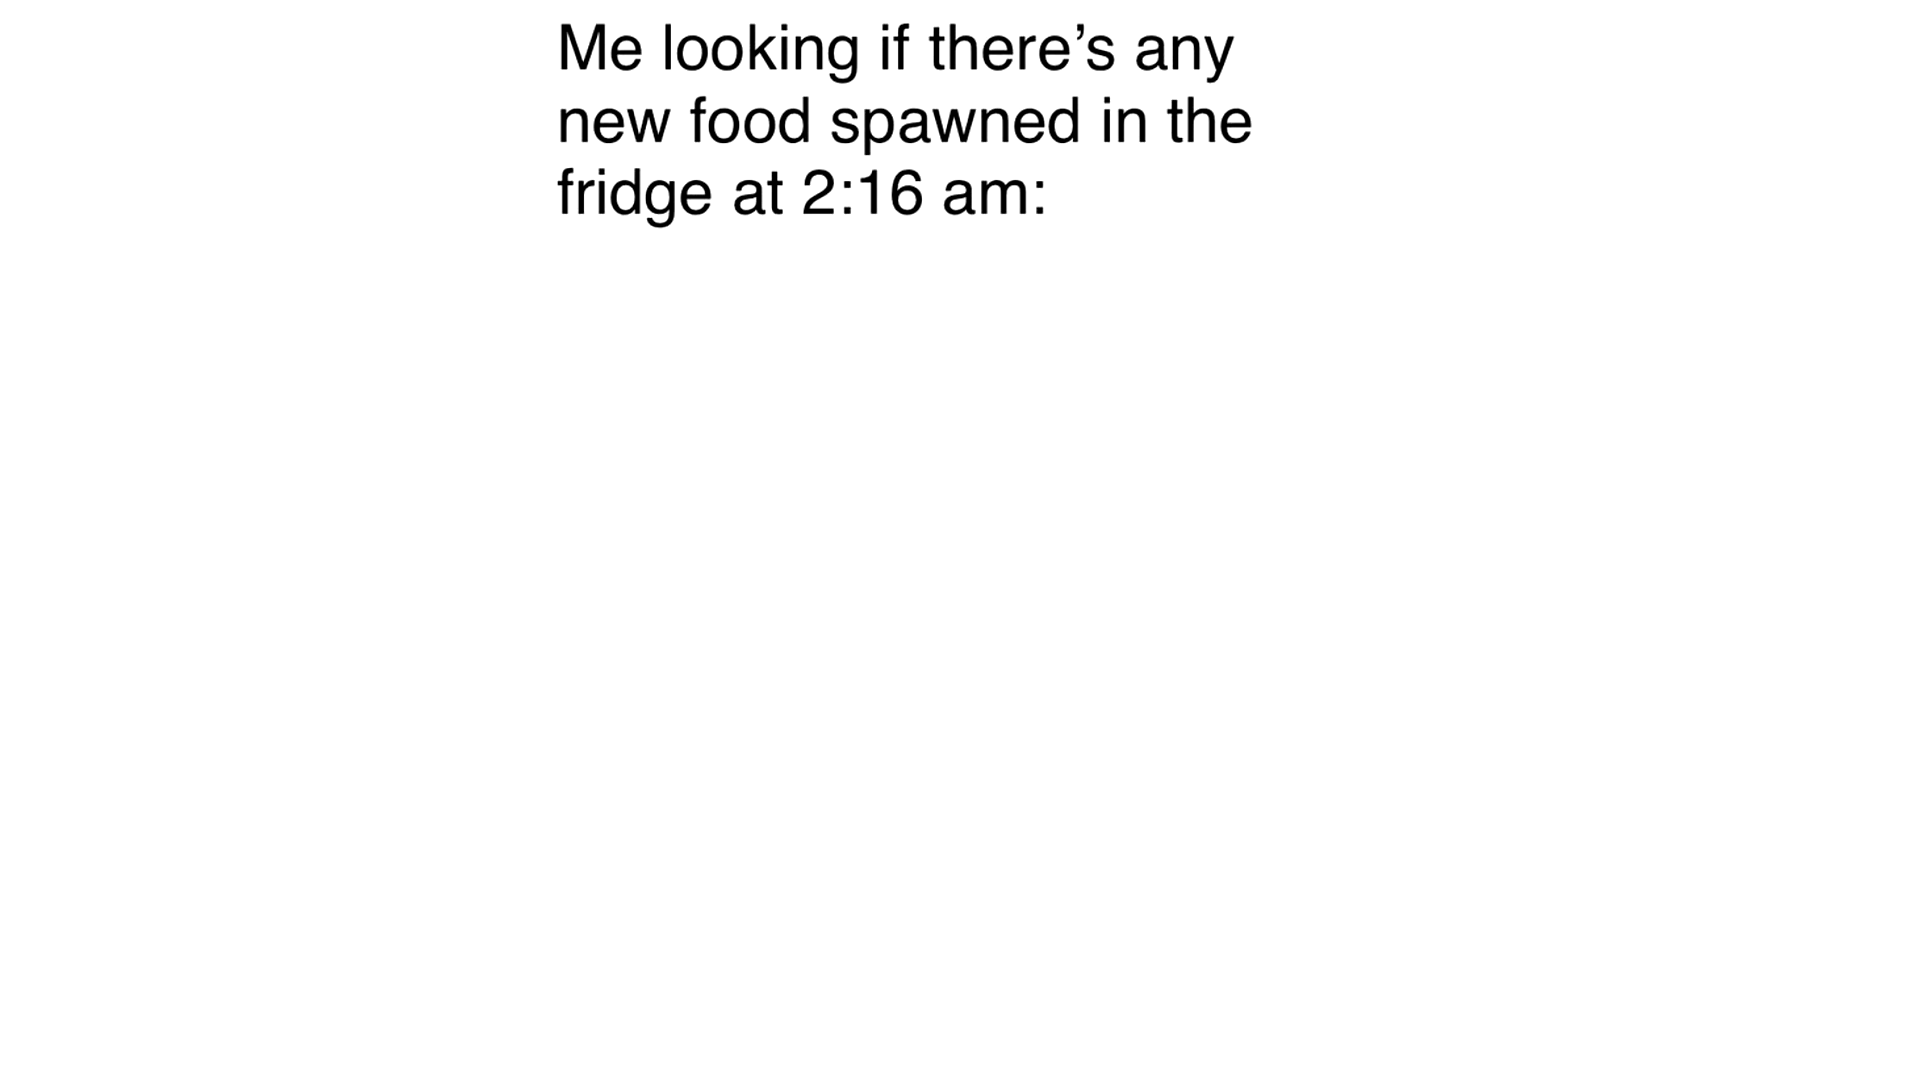 Me looking if there’s any
new food spawned in the
fridge at 2:16 am: